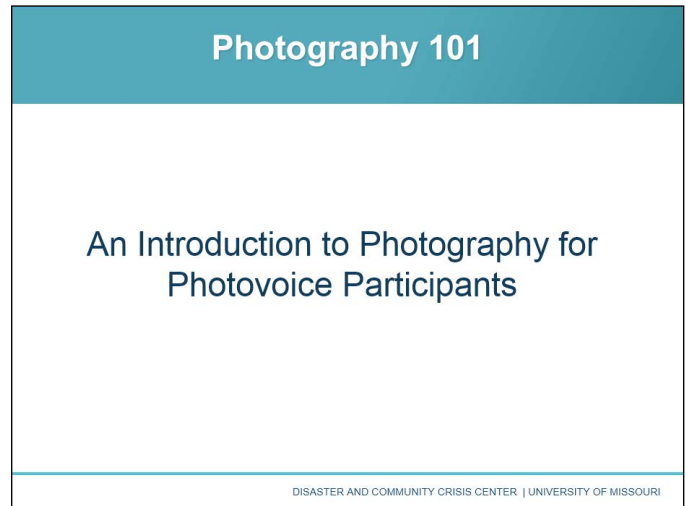 Photography 101
An Introduction to Photography for
Photovoice Participants
DISASTER AND COMMUNITY CRISIS CENTER | UNIVERSITY OF MISSOURI